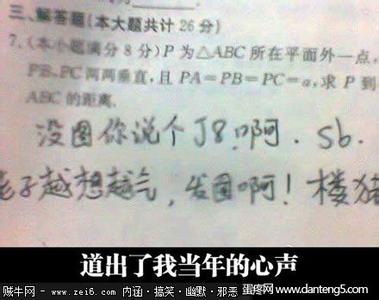 三、解答题(本大题共计 26 分)
7.(本小题满分 8 分)P 为△ABC 所在平面外一点,
PB、PC 两两垂直,且 PA=PB=PC=a,求 P 到
ABC 的距离.
没图你说个J8.啊.sb.
老子越想越气,发图啊!楼猪
道出了我当年的心声
贼牛网—www.zei6.com 内涵·搞笑·幽默·邪恶
蛋疼网www.danteng5.com